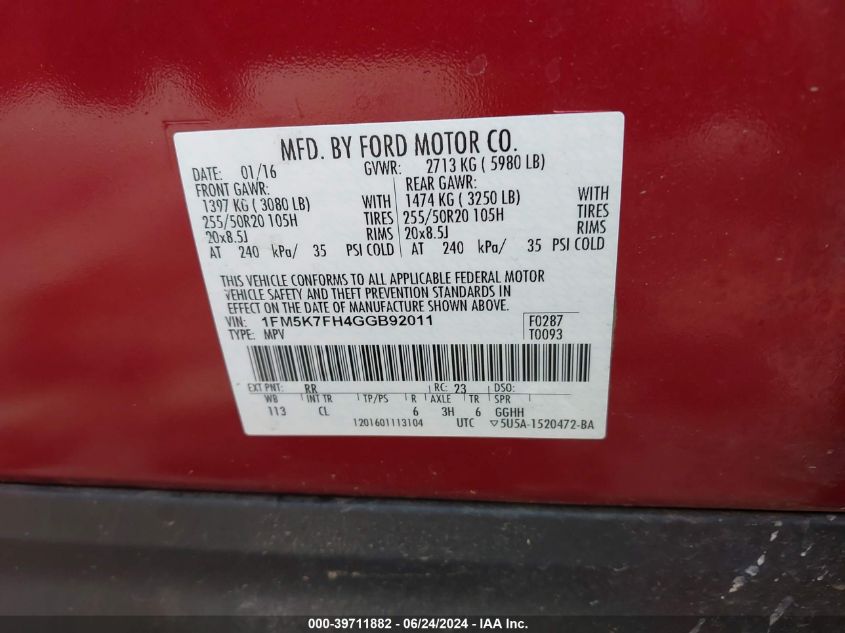 MFD. BY FORD MOTOR CO.
DATE: 01/16 GVWR: 2713 KG ( 5980 LB)
FRONT GAWR: REAR GAWR:
1397 KG ( 3080 LB) WITH 1474 KG ( 3250 LB) WITH
255/50R20 105H TIRES 255/50R20 105H TIRES
20x8.5J RIMS 20x8.5J RIMS
AT 240 kPa/ 35 PSI COLD AT 240 kPa/ 35 PSI COLD
THIS VEHICLE CONFORMS TO ALL APPLICABLE FEDERAL MOTOR
VEHICLE SAFETY AND THEFT PREVENTION STANDARDS IN
EFFECT ON THE DATE OF MANUFACTURE SHOWN ABOVE.
VIN: 1FM5K7FH4GGB92011 F0287
TYPE: MPV T0093
EXT PNT: RR RC: 23 DSO:
WB INT TR TP/PS R AXLE TR SPR
113 CL 6 3H 6 GGHH
1201601113104 UTC ▽5U5A-1520472-BA
000-39711882 - 06/24/2024 - IAA Inc.